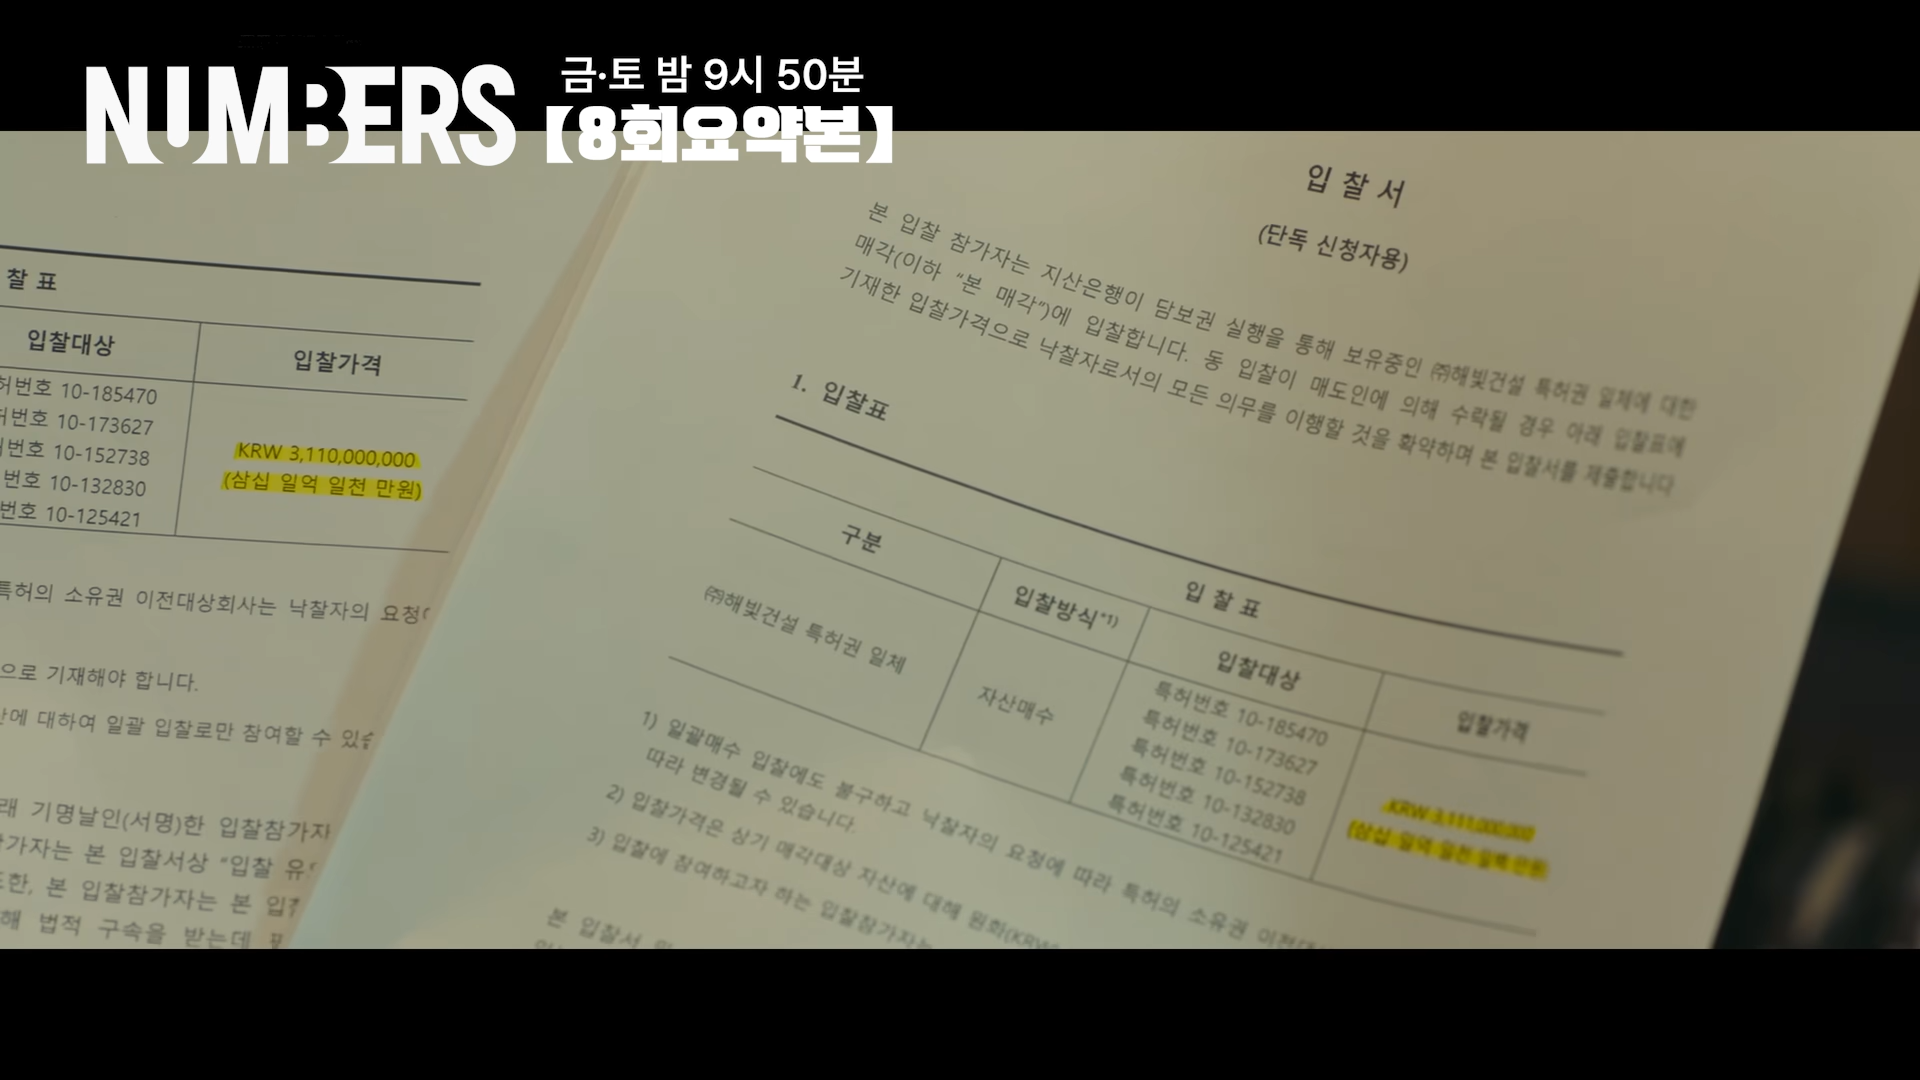 NUMBERS
금·토 밤 9시 50분
【8회요약본】
찰 표
입찰대상
입찰가격
허번호 10-185470
허번호 10-173627
번호 10-152738
번호 10-132830
번호 10-125421
KRW 3,110,000,000
(삼십 일억 일천 만원)
특허의 소유권 이전대상회사는 낙찰자의
으로 기재해야 합니다.
에 대하여 일괄 입찰로만 참여할 수
래 기명날인(서명)한 입찰참가자
가자는 본 입찰서상 "입찰
또한, 본 입찰참가자는 본
해 법적 구속을 받는데
입 찰 서
(단독 신청자용)
본 입찰 참가자는 지산은행이 담보권 실행을 통해 보유중인 ㈜해빛건설 특허권 일체에 대한
매각(이하 "본 매각")에 입찰합니다. 동 입찰이 매도인에 의해 수락될 경우 아래 입찰표에
기재한 입찰가격으로 낙찰자로서의 모든 의무를 이행할 것을 확약하며 본 입찰서를 제출합니다
1. 입찰표
입 찰 표
구분
입찰방식*1)
입찰대상
입찰가격
㈜해빛건설 특허권 일체
자산매수
특허번호 10-185470
특허번호 10-173627
특허번호 10-152738
특허번호 10-132830
특허번호 10-125421
KRW 3,111,000,000
(삼십 일억 일천 일백 만원)
1) 일괄매수 입찰에도 불구하고 낙찰자의 요청에 따라 특허의 소유권
따라 변경될 수 있습니다.
2) 입찰가격은 상기 매각대상 자산에 대해 원화(KRW)
3) 입찰에 참여하고자 하는 입찰참가자는
본 입찰서 및